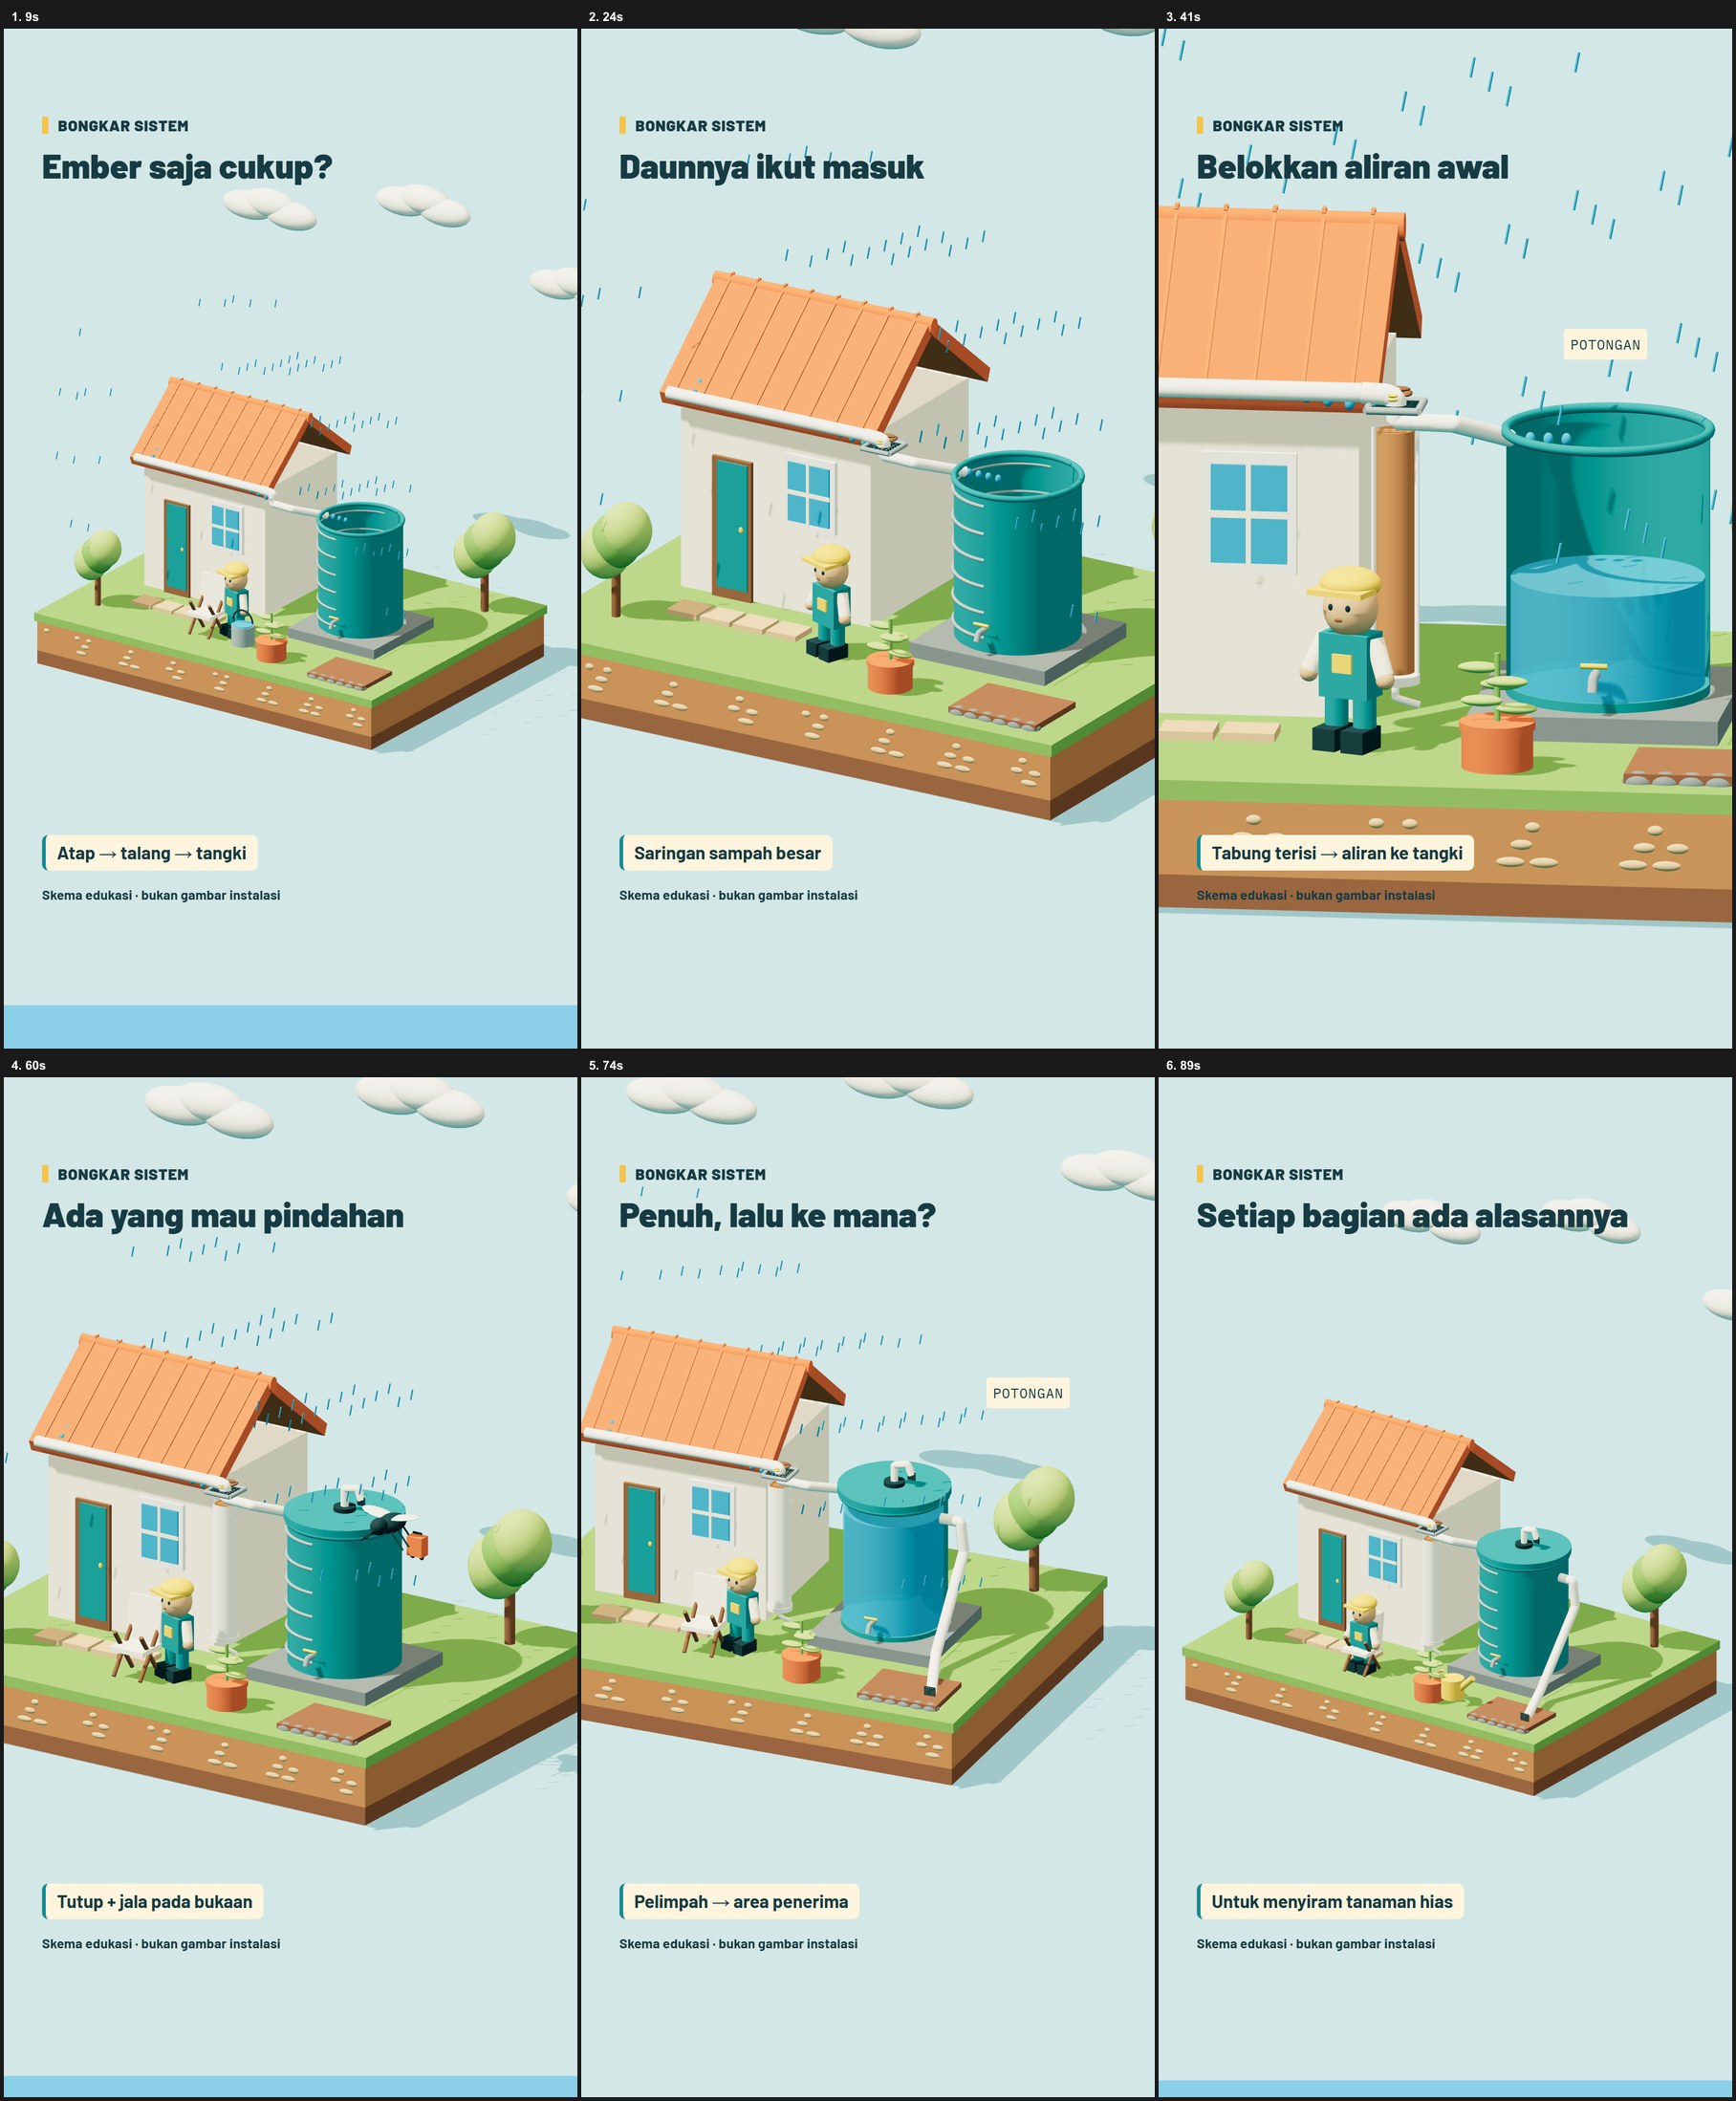 1. 9s
BONGKAR SISTEM
Ember saja cukup?
Atap → talang → tangki
Skema edukasi · bukan gambar instalasi
2. 24s
BONGKAR SISTEM
Daunnya ikut masuk
Saringan sampah besar
Skema edukasi · bukan gambar instalasi
3. 41s
BONGKAR SISTEM
Belokkan aliran awal
POTONGAN
Tabung terisi → aliran ke tangki
Skema edukasi · bukan gambar instalasi
4. 60s
BONGKAR SISTEM
Ada yang mau pindahan
Tutup + jala pada bukaan
Skema edukasi · bukan gambar instalasi
5. 74s
BONGKAR SISTEM
Penuh, lalu ke mana?
POTONGAN
Pelimpah → area penerima
Skema edukasi · bukan gambar instalasi
6. 89s
BONGKAR SISTEM
Setiap bagian ada alasannya
Untuk menyiram tanaman hias
Skema edukasi · bukan gambar instalasi